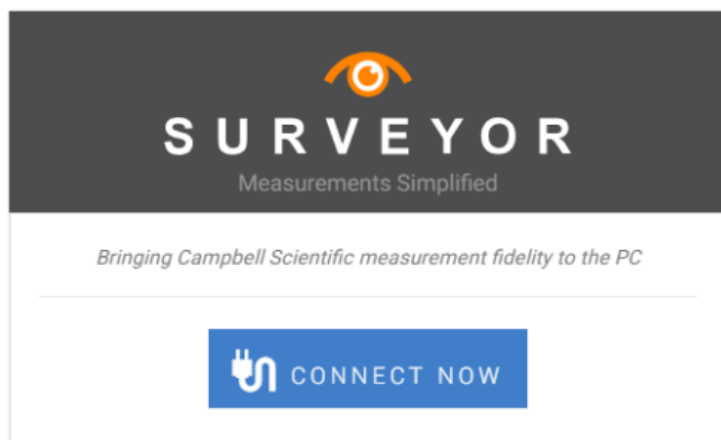 SURVEYOR
Measurements Simplified
Bringing Campbell Scientific measurement fidelity to the PC
CONNECT NOW